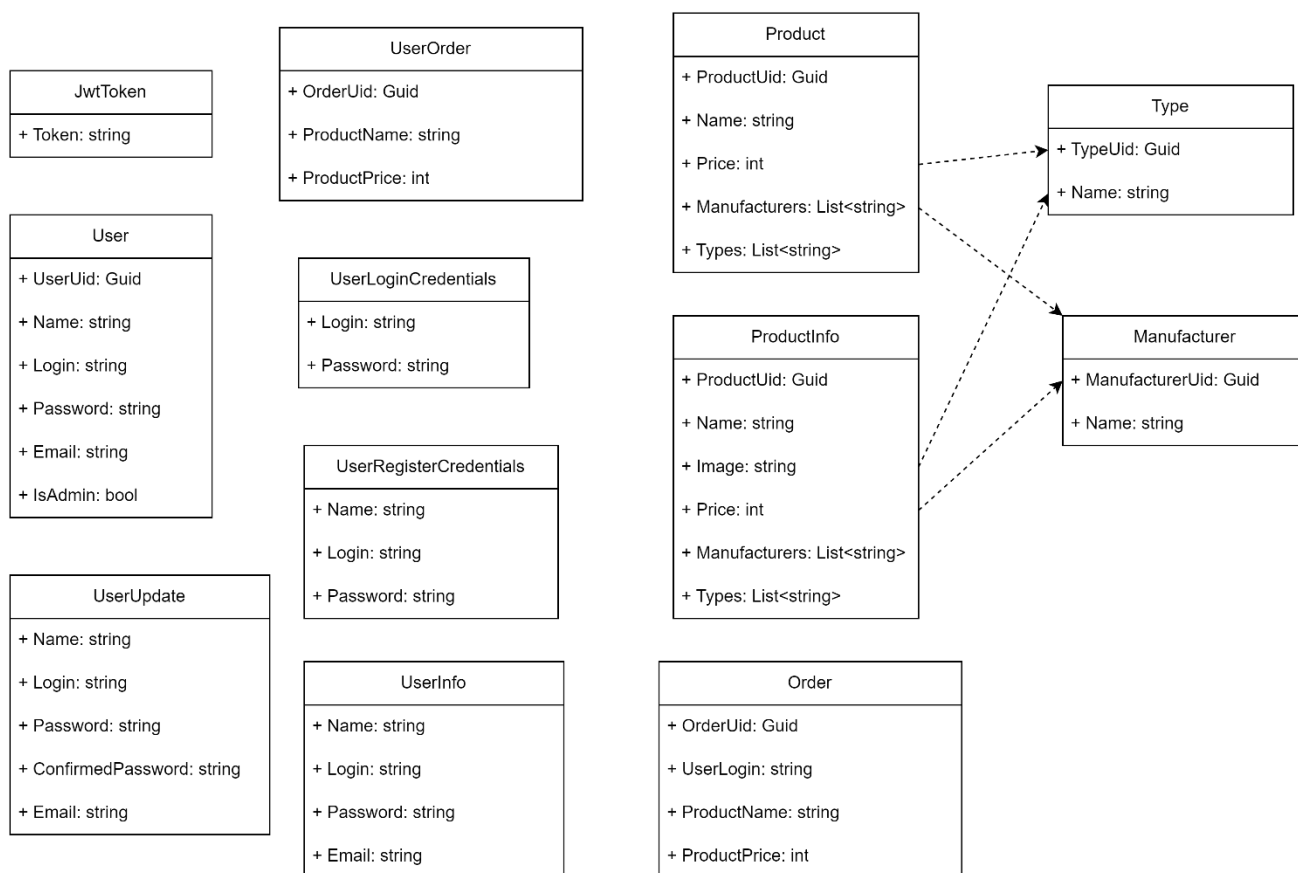 JwtToken
+ Token: string
User
+ UserUid: Guid
+ Name: string
+ Login: string
+ Password: string
+ Email: string
+ IsAdmin: bool
UserUpdate
+ Name: string
+ Login: string
+ Password: string
+ ConfirmedPassword: string
+ Email: string
UserOrder
+ OrderUid: Guid
+ ProductName: string
+ ProductPrice: int
UserLoginCredentials
+ Login: string
+ Password: string
UserRegisterCredentials
+ Name: string
+ Login: string
+ Password: string
UserInfo
+ Name: string
+ Login: string
+ Password: string
+ Email: string
Product
+ ProductUid: Guid
+ Name: string
+ Price: int
+ Manufacturers: List<string>
+ Types: List<string>
ProductInfo
+ ProductUid: Guid
+ Name: string
+ Image: string
+ Price: int
+ Manufacturers: List<string>
+ Types: List<string>
Order
+ OrderUid: Guid
+ UserLogin: string
+ ProductName: string
+ ProductPrice: int
Type
+ TypeUid: Guid
+ Name: string
Manufacturer
+ ManufacturerUid: Guid
+ Name: string